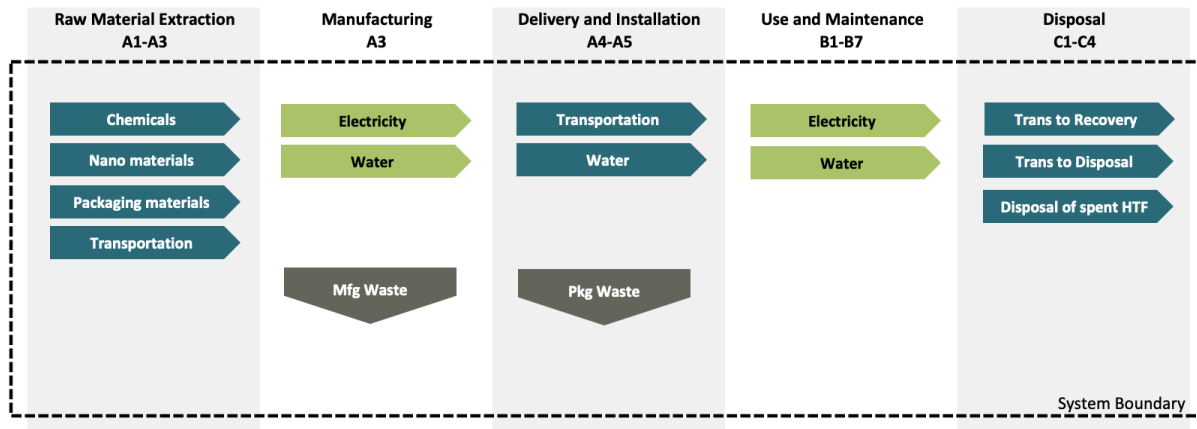 Raw Material Extraction
A1-A3
Manufacturing
A3
Delivery and Installation
A4-A5
Use and Maintenance
B1-B7
Disposal
C1-C4
Chemicals
Nano materials
Packaging materials
Transportation
Electricity
Water
Mfg Waste
Transportation
Water
Pkg Waste
Electricity
Water
Trans to Recovery
Trans to Disposal
Disposal of spent HTF
System Boundary